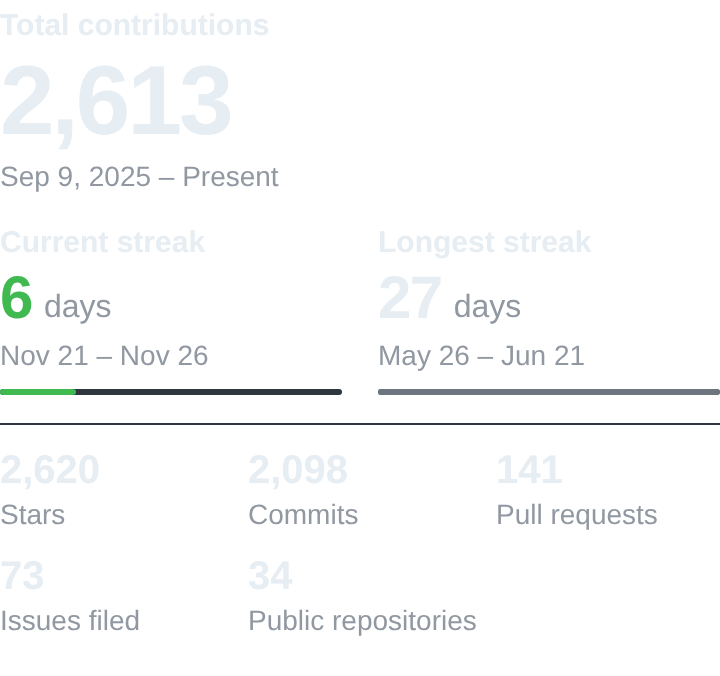 Total contributions
2,613
Sep 9, 2025 – Present
Current streak
Longest streak
6 days
27 days
Nov 21 – Nov 26
May 26 – Jun 21
2,620
2,098
141
Stars
Commits
Pull requests
73
34
Issues filed
Public repositories